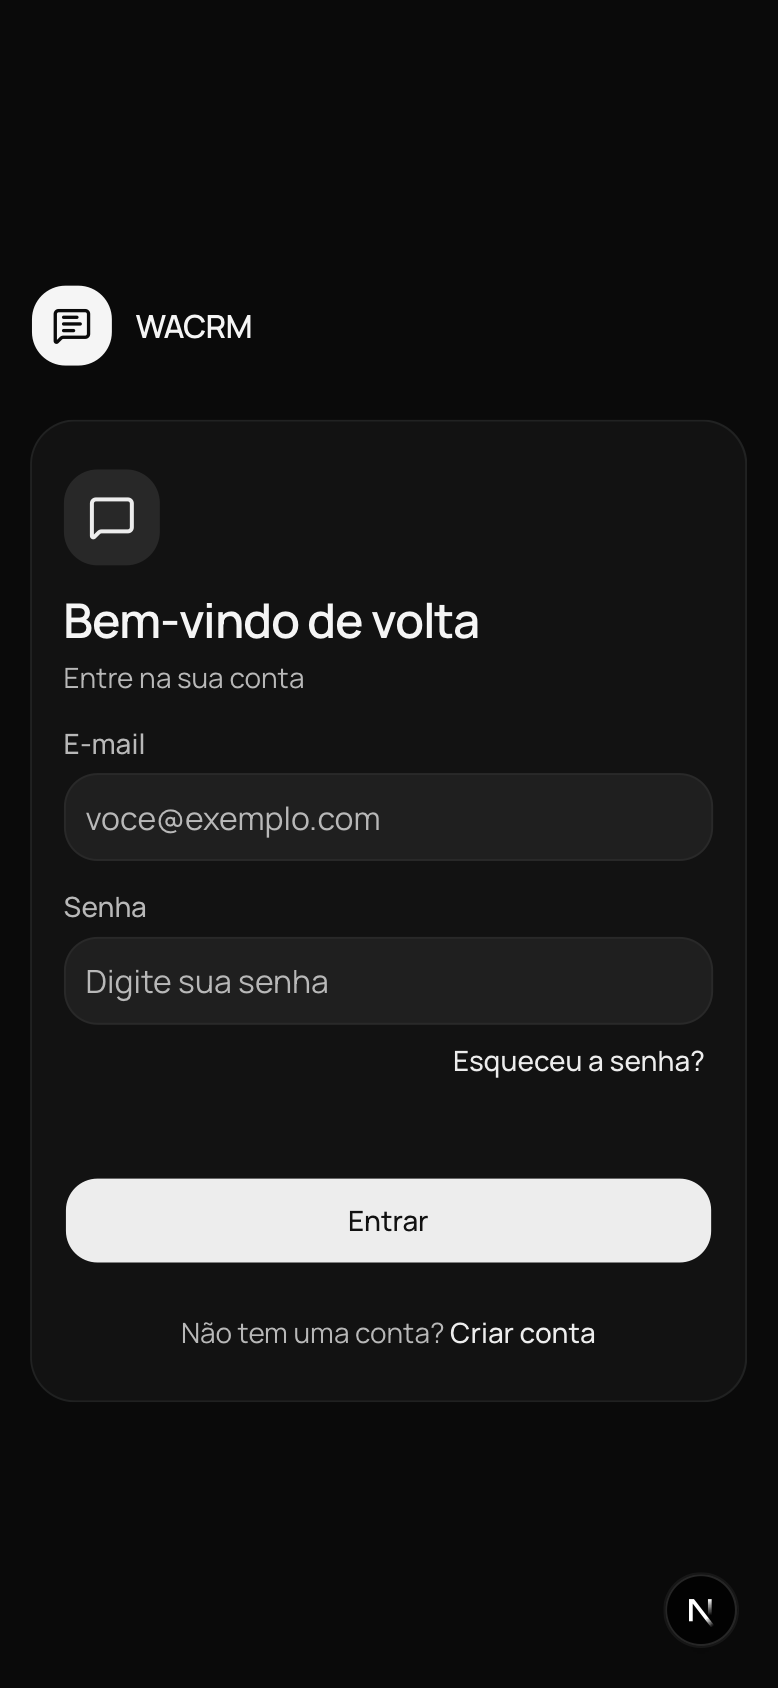 WACRM
Bem-vindo de volta
Entre na sua conta
E-mail
voce@exemplo.com
Senha
Digite sua senha
Esqueceu a senha?
Entrar
Não tem uma conta? Criar conta
N